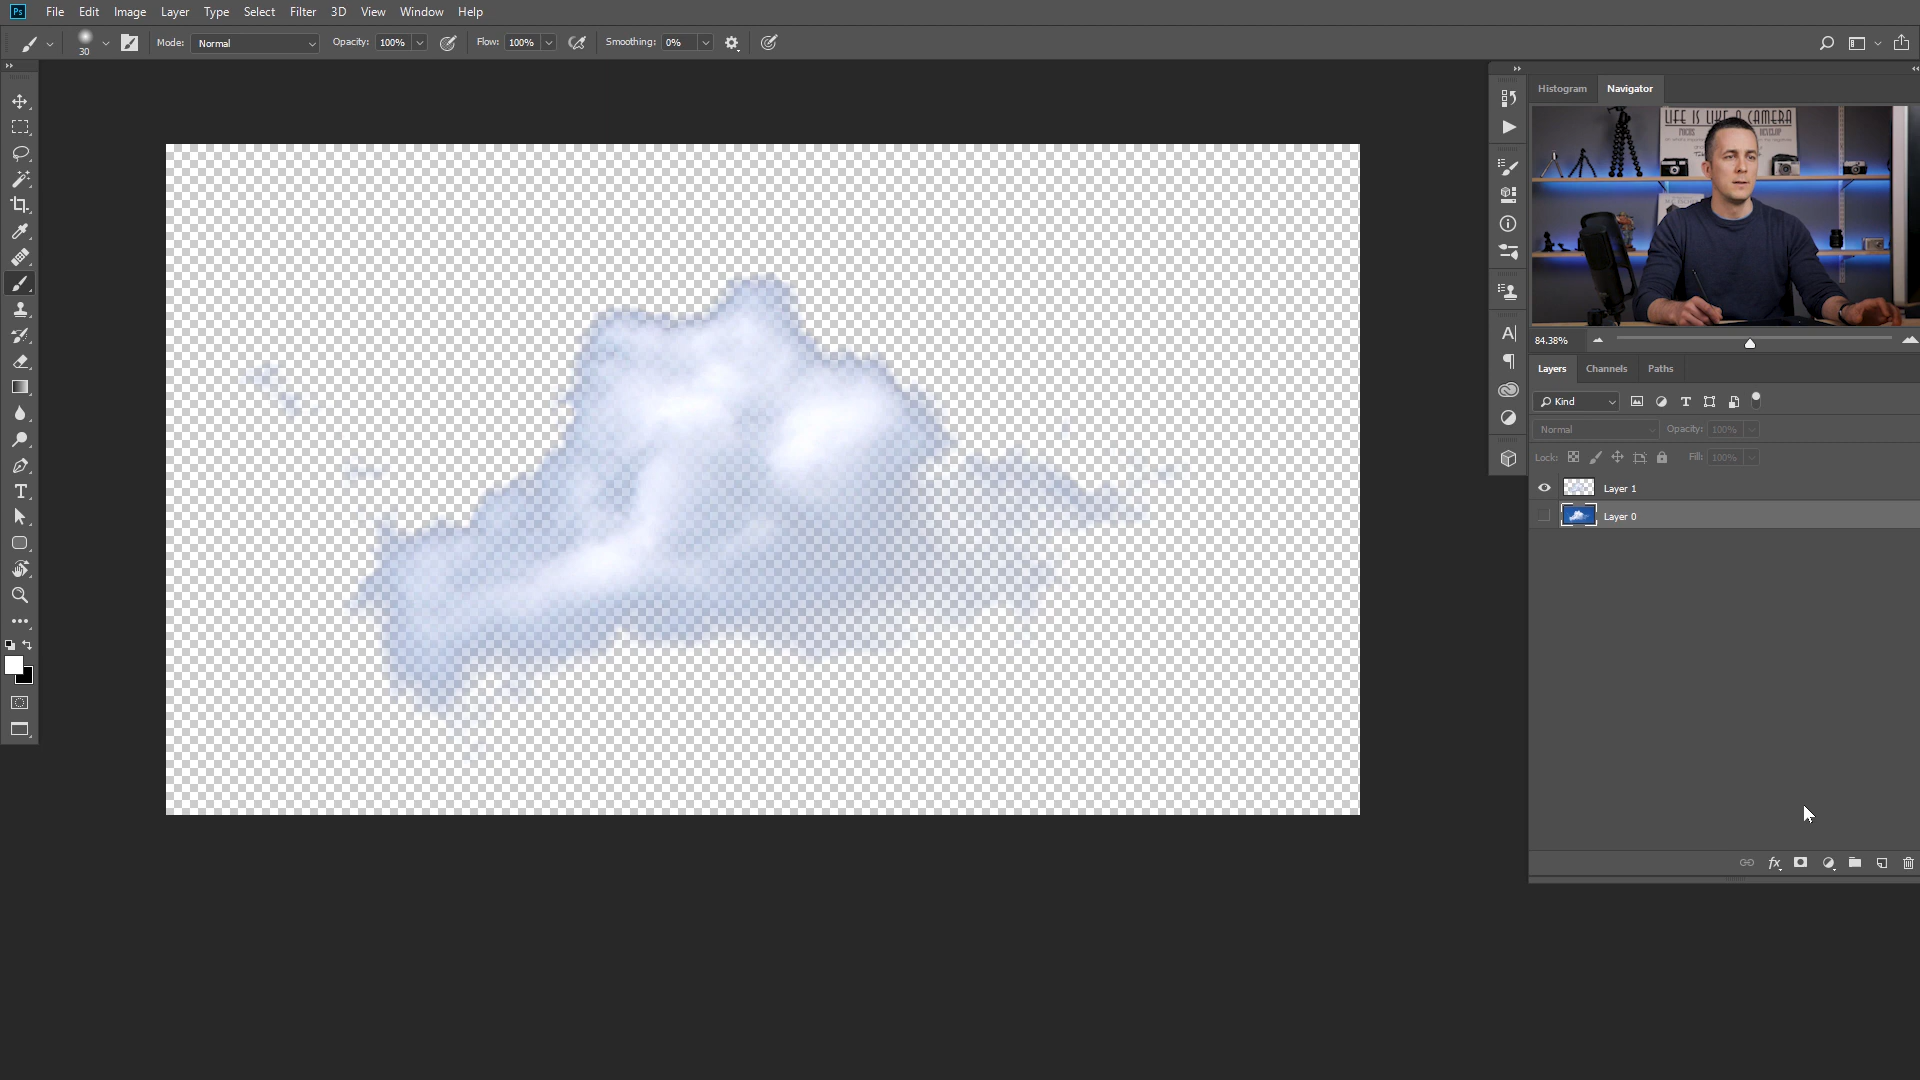 Ps File Edit Image Layer Type Select Filter 3D View Window Help
30 Mode: Normal Opacity: 100% Flow: 100% Smoothing: 0%
Histogram Navigator
LIFE IS LIKE A CAMERA
FOCUS DEVELOP
84.38%
Layers Channels Paths
Kind
Normal Opacity: 100%
Lock: Fill: 100%
Layer 1
Layer 0